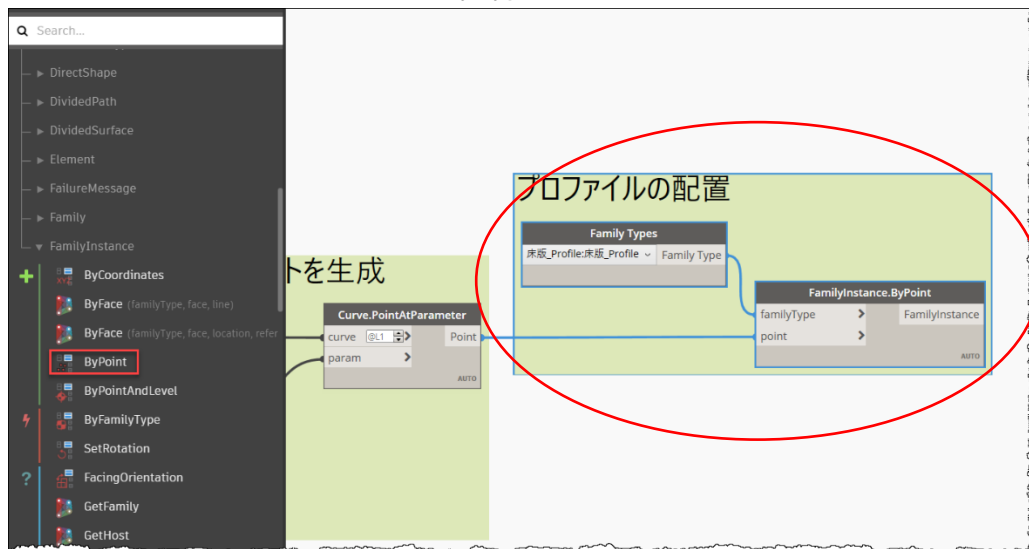 Search...
DirectShape
DividedPath
DividedSurface
Element
FailureMessage
Family
FamilyInstance
ByCoordinates
ByFace (familyType, face, line)
ByFace (familyType, face, location, refer
ByPoint
ByPointAndLevel
ByFamilyType
SetRotation
FacingOrientation
GetFamily
GetHost
トを生成
Curve.PointAtParameter
curve @L1 > Point
param >
AUTO
プロファイルの配置
Family Types
床版_Profile:床版_Profile Family Type
FamilyInstance.ByPoint
familyType > FamilyInstance
point >
AUTO